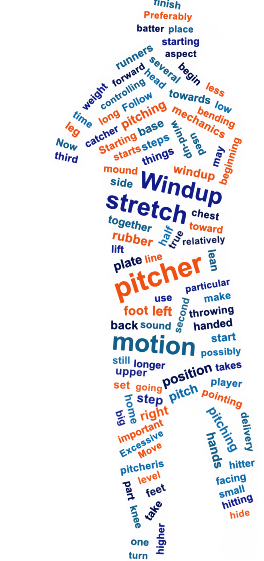 finish
Preferably
batter place
starting
aspect
runners
several
begin
less
forward
head
weight
controlling
towards
low
time
long
Follow
pitching
mechanics
bending
leg
catcher
Starting
base
wind-up
used
Now
third
starts
steps
things
may
beginning
mound
windup
side
Windup
stretch
chest
together
toward
rubber
half
true
relatively
lift
plate
line
lean
pitcher
particular
use
make
foot left
second
throwing
back
sound
handed
motion
start
still
longer
possibly
upper
position
takes
set
going
player
home
step
pitch
pointing
big
right
pitching
delivery
important
Excessive
Move
hands
hitter
pitcheris
level
facing
part
feet
small
knee
take
hitting
hide
one
higher
turn